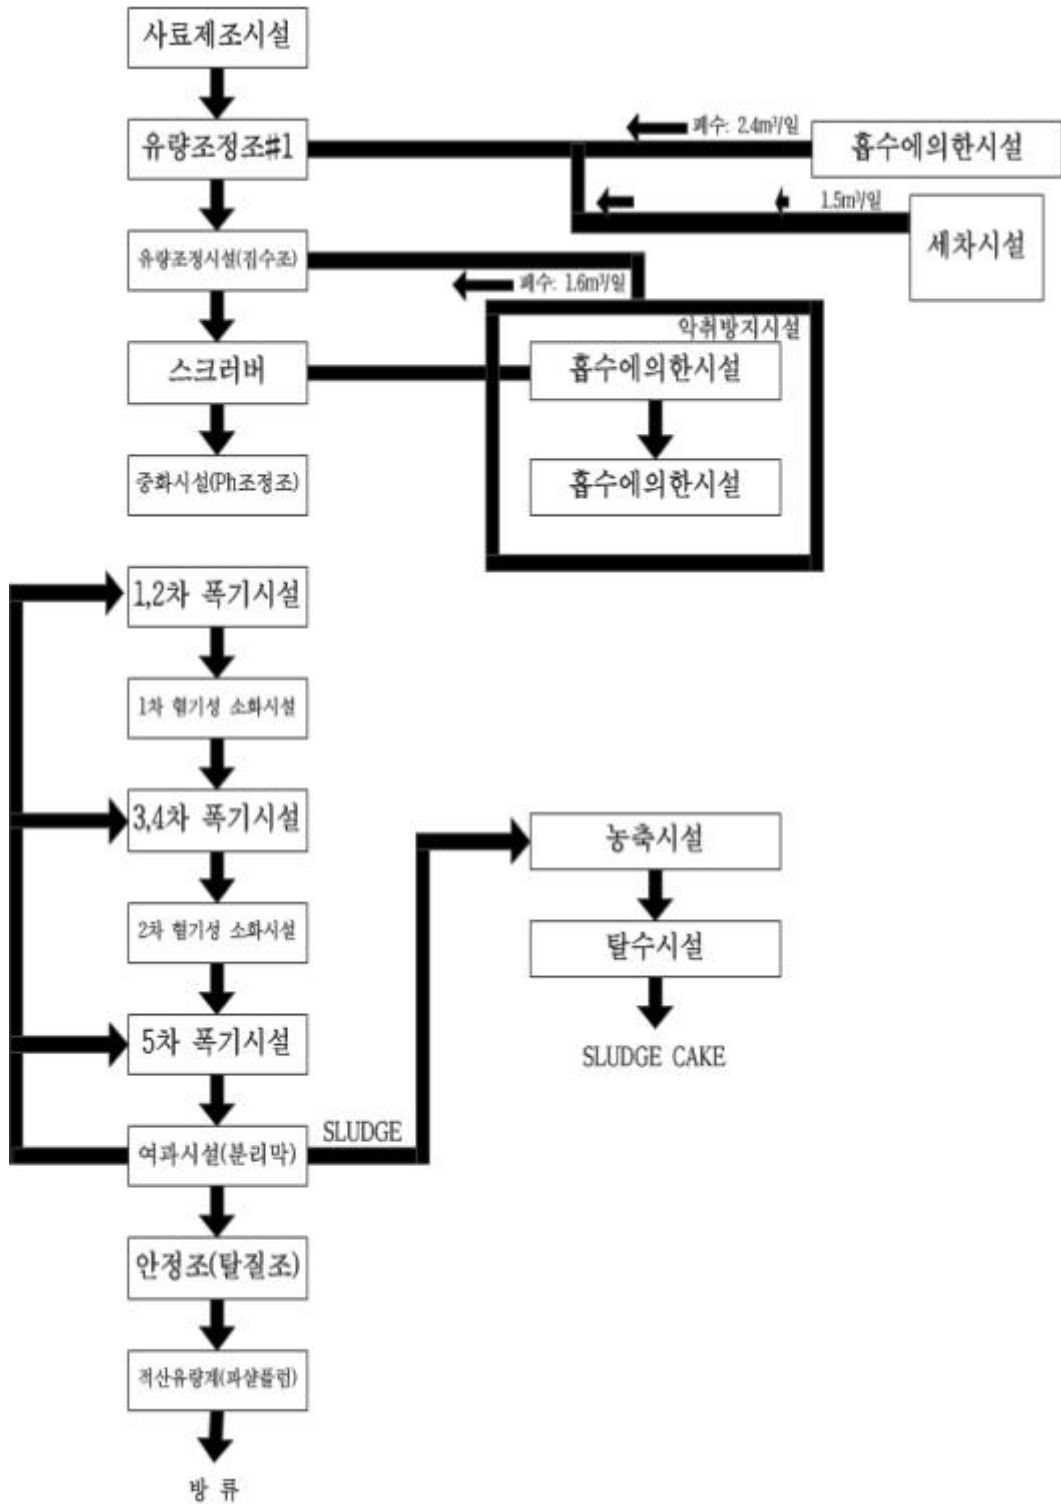 사료제조시설
유량조정조#1
폐수: 2.4m³/일
흡수에의한시설
1.5m³/일
세차시설
유량조정시설(집수조)
폐수: 1.6m³/일
악취방지시설
스크러버
흡수에의한시설
중화시설(Ph조정조)
흡수에의한시설
1,2차 폭기시설
1차 혐기성 소화시설
3,4차 폭기시설
농축시설
2차 혐기성 소화시설
탈수시설
5차 폭기시설
SLUDGE CAKE
SLUDGE
여과시설(분리막)
안정조(탈질조)
적산유량계(파샬플럼)
방 류